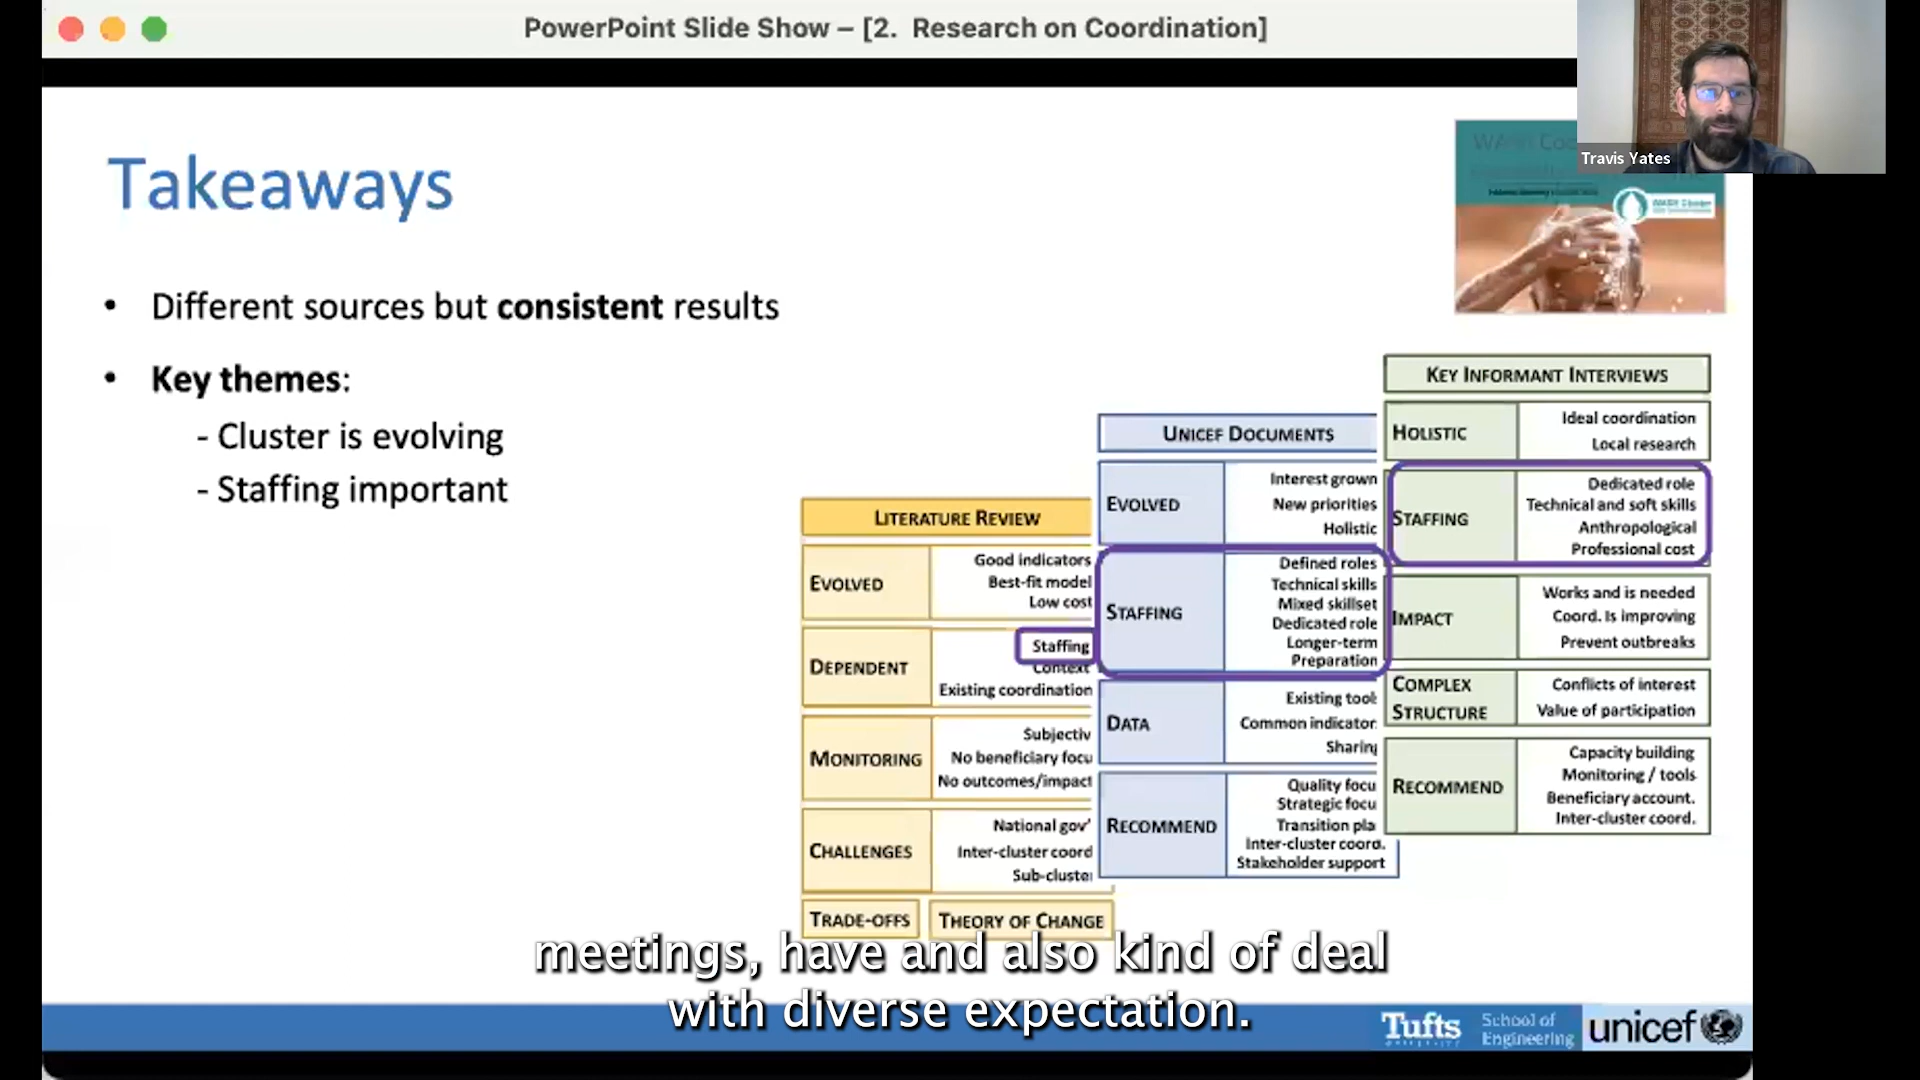 PowerPoint Slide Show – [2. Research on Coordination]
Travis Yates
Takeaways
• Different sources but consistent results
• Key themes:
- Cluster is evolving
- Staffing important
LITERATURE REVIEW
EVOLVED
Good indicators
Best-fit model
Low cost
DEPENDENT
Staffing
Context
Existing coordination
MONITORING
Subjectiv
No beneficiary focu
No outcomes/impact
CHALLENGES
National gov'
Inter-cluster coord
Sub-cluste
TRADE-OFFS
THEORY OF CHANGE
UNICEF DOCUMENTS
EVOLVED
Interest grown
New priorities
Holistic
STAFFING
Defined roles
Technical skills
Mixed skillset
Dedicated role
Longer-term
Preparation
DATA
Existing tool
Common indicator
Sharing
RECOMMEND
Quality focu
Strategic focu
Transition pla
Inter-cluster coord.
Stakeholder support
KEY INFORMANT INTERVIEWS
HOLISTIC
Ideal coordination
Local research
STAFFING
Dedicated role
Technical and soft skills
Anthropological
Professional cost
IMPACT
Works and is needed
Coord. Is improving
Prevent outbreaks
COMPLEX
STRUCTURE
Conflicts of interest
Value of participation
RECOMMEND
Capacity building
Monitoring / tools
Beneficiary account.
Inter-cluster coord.
meetings, have and also kind of deal
with diverse expectation.
Tufts
UNIVERSITY
School of
Engineering
unicef
WASH Cluster